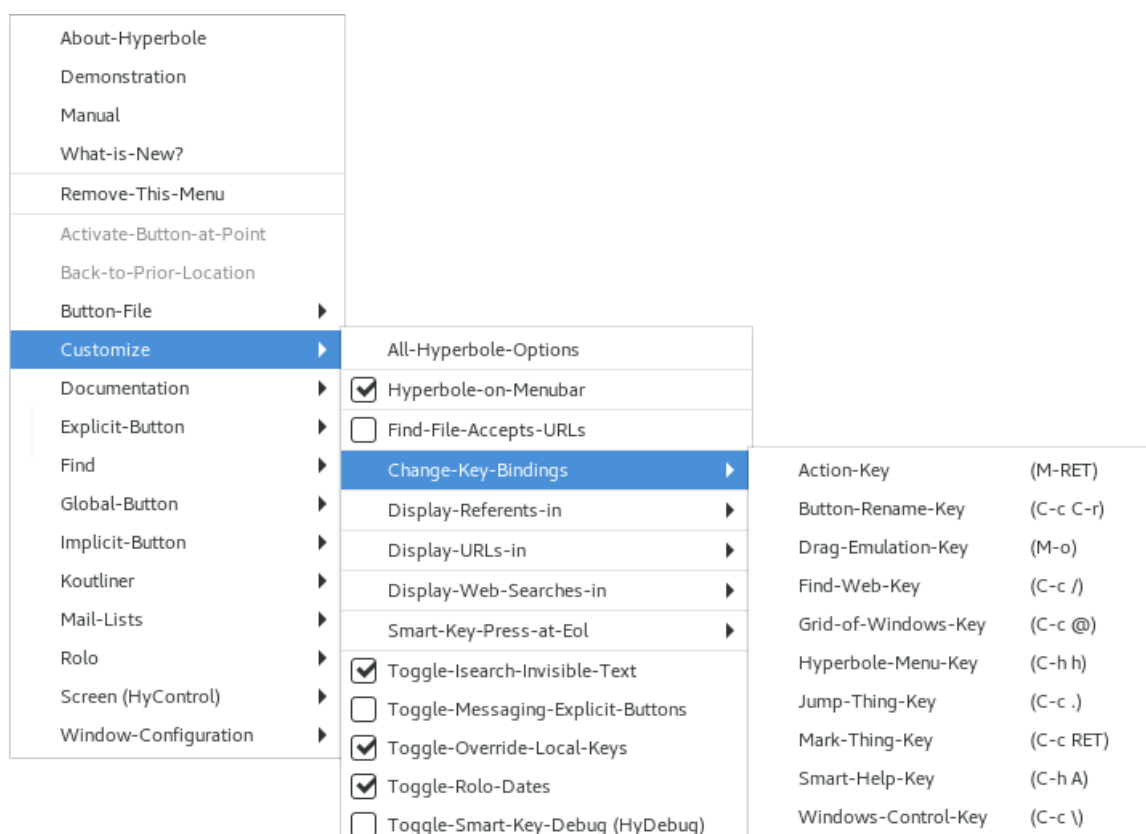 About-Hyperbole
Demonstration
Manual
What-is-New?
Remove-This-Menu
Activate-Button-at-Point
Back-to-Prior-Location
Button-File
Customize
Documentation
Explicit-Button
Find
Global-Button
Implicit-Button
Koutliner
Mail-Lists
Rolo
Screen (HyControl)
Window-Configuration
All-Hyperbole-Options
Hyperbole-on-Menubar
Find-File-Accepts-URLs
Change-Key-Bindings
Display-Referents-in
Display-URLs-in
Display-Web-Searches-in
Smart-Key-Press-at-Eol
Toggle-Isearch-Invisible-Text
Toggle-Messaging-Explicit-Buttons
Toggle-Override-Local-Keys
Toggle-Rolo-Dates
Toggle-Smart-Key-Debug (HyDebug)
Action-Key (M-RET)
Button-Rename-Key (C-c C-r)
Drag-Emulation-Key (M-o)
Find-Web-Key (C-c /)
Grid-of-Windows-Key (C-c @)
Hyperbole-Menu-Key (C-h h)
Jump-Thing-Key (C-c .)
Mark-Thing-Key (C-c RET)
Smart-Help-Key (C-h A)
Windows-Control-Key (C-c \)